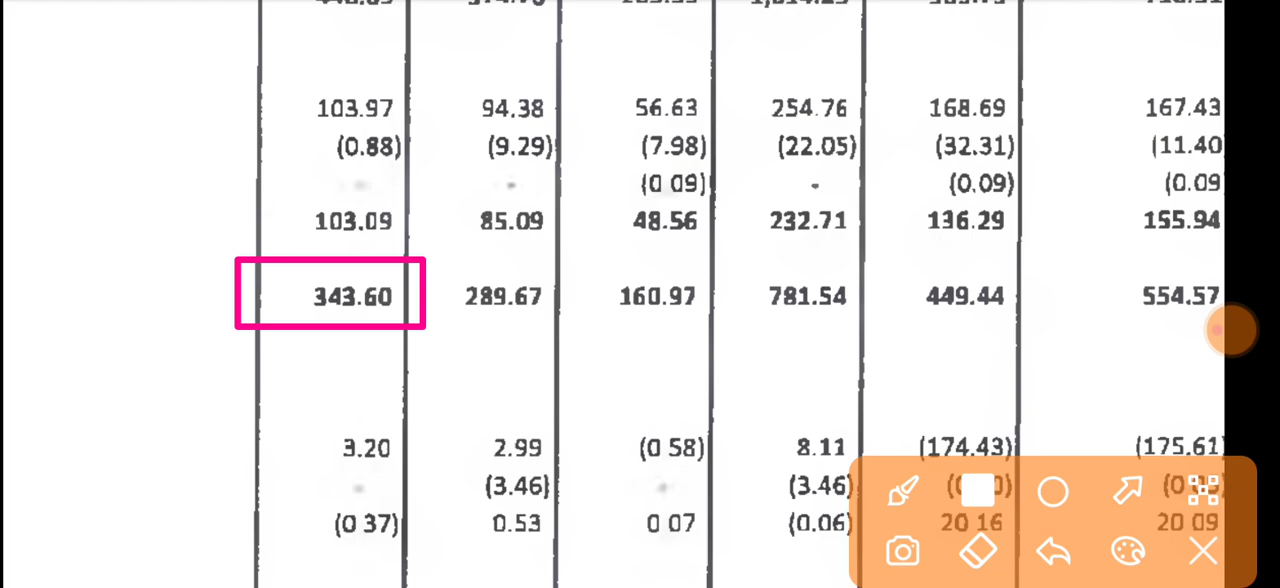 103.97 94.38 56.63 254.76 168.69 167.43
(0.88) (9.29) (7.98) (22.05) (32.31) (11.40
- - (0 09) - (0.09) (0.09
103.09 85.09 48.56 232.71 136.29 155.94
343.60 289.67 160.97 781.54 449.44 554.57
3.20 2.99 (0 58) 8.11 (174.43) (175.61)
- (3.46) - (3.46)
(0 37) 0.53 0 07 (0.06) 20 16 20 09